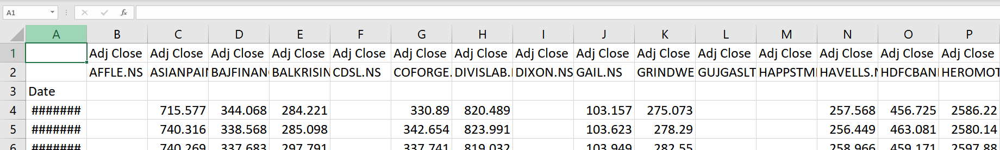 A1 fx
A B C D E F G H I J K L M N O P
1 Adj Close Adj Close Adj Close Adj Close Adj Close Adj Close Adj Close Adj Close Adj Close Adj Close Adj Close Adj Close Adj Close Adj Close Adj Close
2 AFFLE.NS ASIANPAI BAJFINAN BALKRISIN CDSL.NS COFORGE. DIVISLAB. DIXON.NS GAIL.NS GRINDWE GUJGASLT HAPPSTM HAVELLS.N HDFCBAN HEROMOT
3 Date
4 ####### 715.577 344.068 284.221 330.89 820.489 103.157 275.073 257.568 456.725 2586.22
5 ####### 740.316 338.568 285.098 342.654 823.991 103.623 278.29 256.449 463.081 2580.14
6 ####### 740.269 337.683 297.791 337.741 819.032 103.949 282.55 258.966 459.171 2597.88